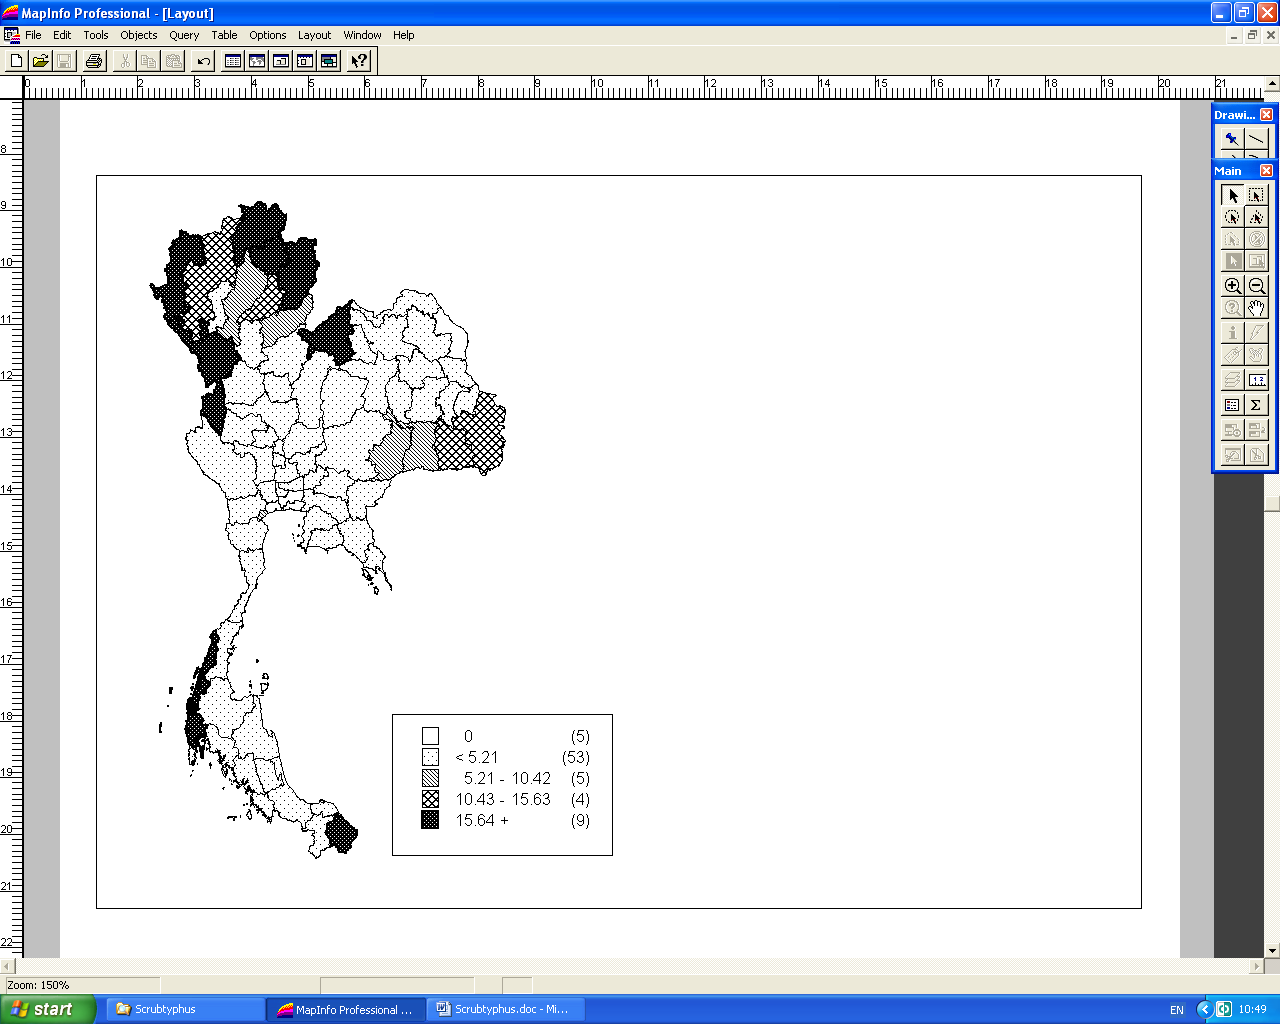 MapInfo Professional - [Layout]
File Edit Tools Objects Query Table Options Layout Window Help
0 1 2 3 4 5 6 7 8 9 10 11 12 13 14 15 16 17 18 19 20 21
8
9
10
11
12
13
14
15
16
17
18
19
20
21
22
Drawi...
Main
0 (5)
< 5.21 (53)
5.21 - 10.42 (5)
10.43 - 15.63 (4)
15.64 + (9)
Zoom: 150%
start Scrubtyphus MapInfo Professional ... Scrubtyphus.doc - Mi... EN 10:49